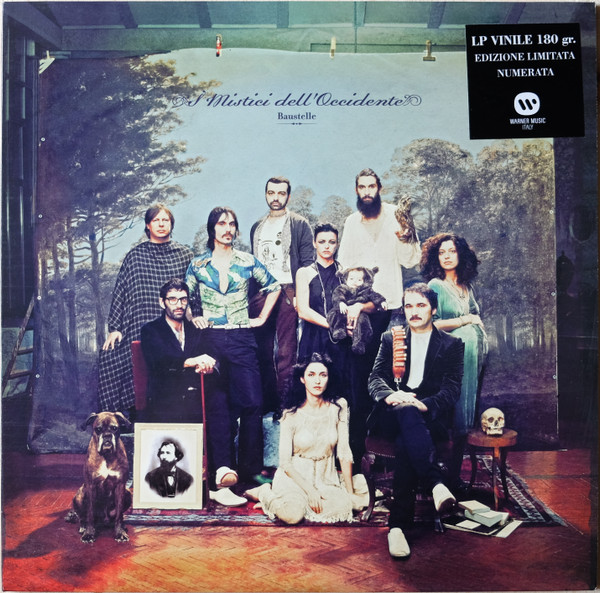 I Mistici dell'Occidente
Baustelle
LP VINILE 180 gr.
EDIZIONE LIMITATA
NUMERATA
WARNER MUSIC
ITALY